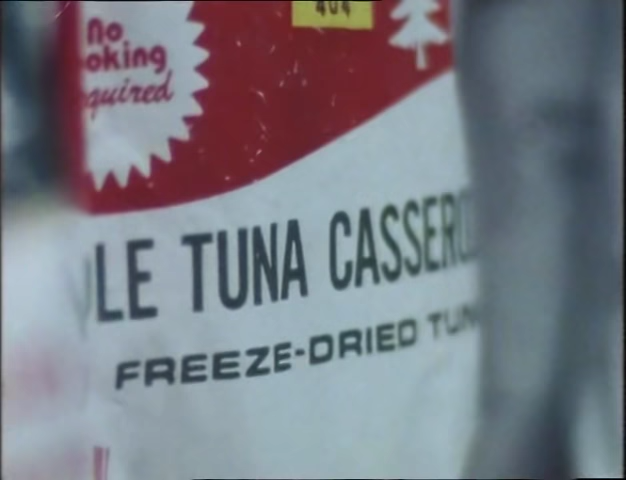 404
No
oking
quired
LE TUNA CASSERO
FREEZE-DRIED TUN